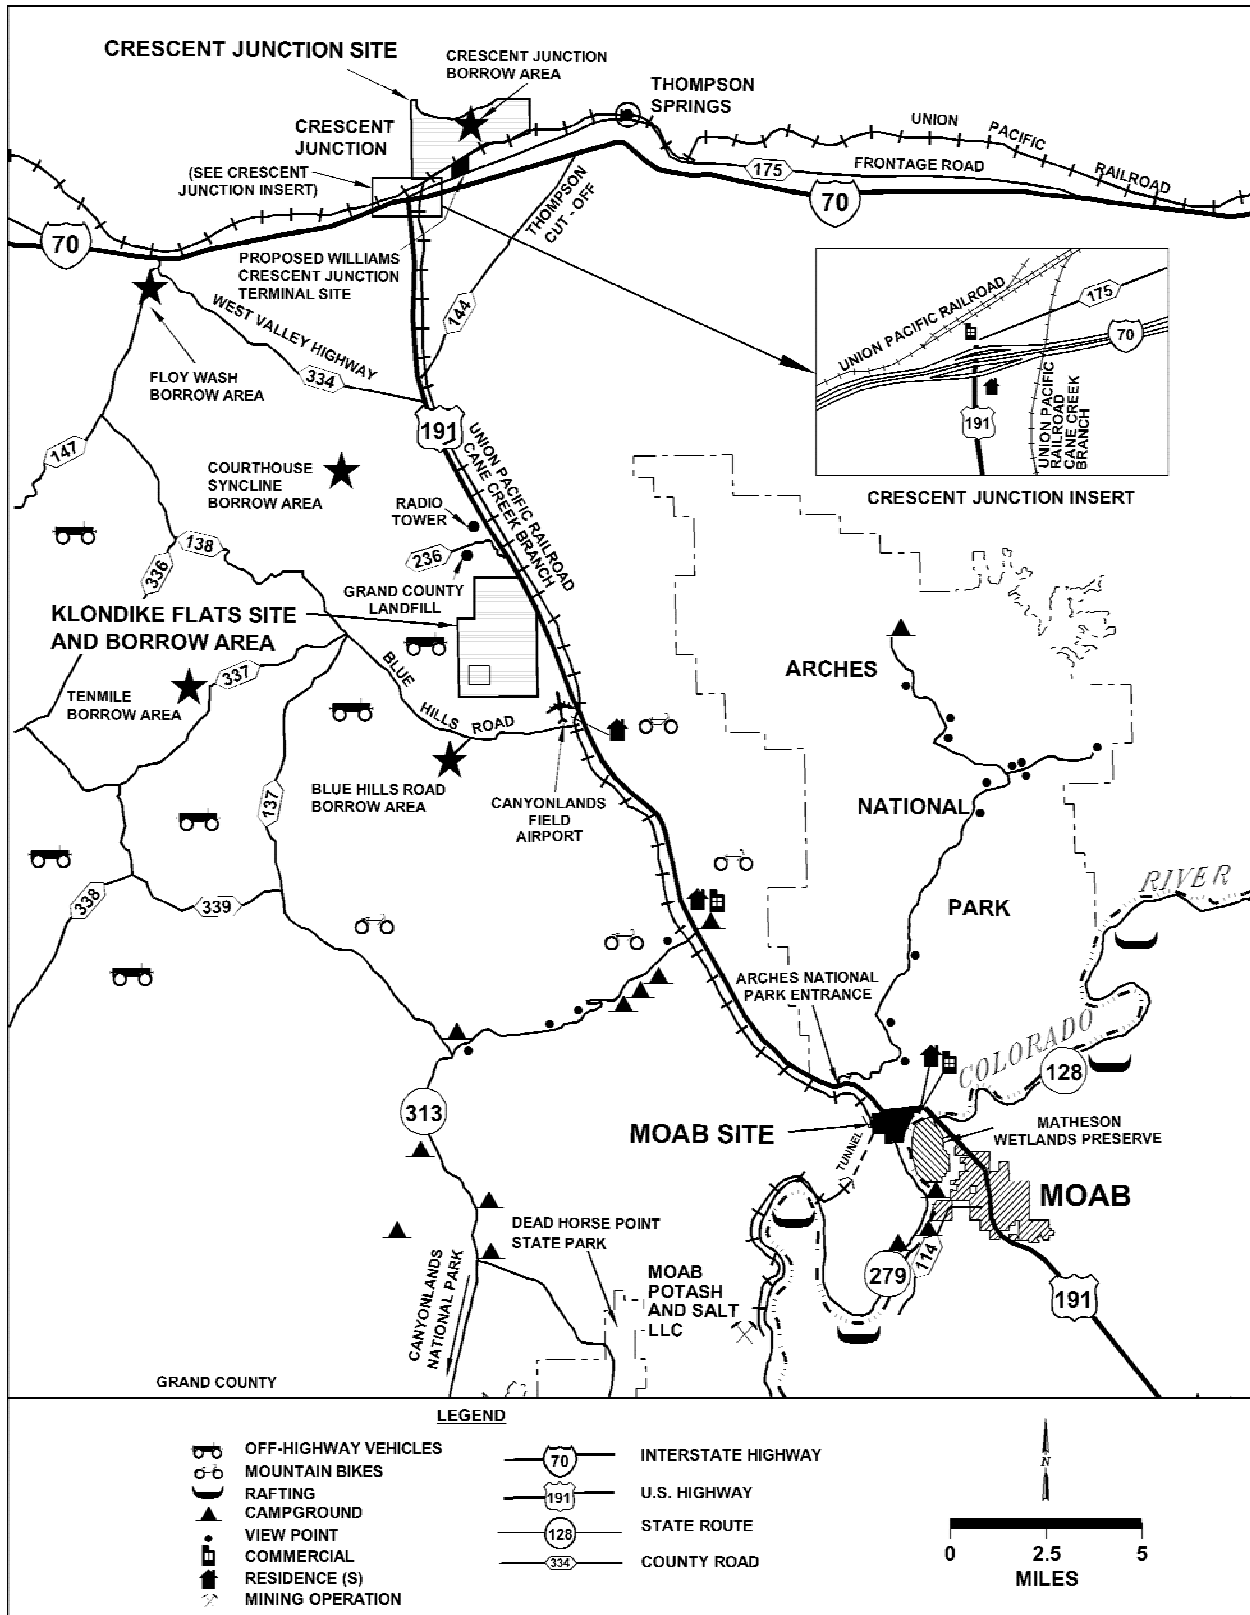 CRESCENT JUNCTION SITE
CRESCENT JUNCTION
BORROW AREA
THOMPSON
SPRINGS
CRESCENT
JUNCTION
(SEE CRESCENT
JUNCTION INSERT)
UNION PACIFIC RAILROAD
175
FRONTAGE ROAD
70
70
THOMPSON
CUT - OFF
PROPOSED WILLIAMS
CRESCENT JUNCTION
TERMINAL SITE
WEST VALLEY HIGHWAY
144
334
FLOY WASH
BORROW AREA
UNION PACIFIC RAILROAD
175
70
191
UNION PACIFIC
RAILROAD
CANE CREEK
BRANCH
CRESCENT JUNCTION INSERT
191
UNION PACIFIC RAILROAD
CANE CREEK BRANCH
147
COURTHOUSE
SYNCLINE
BORROW AREA
RADIO
TOWER
138
336
236
GRAND COUNTY
LANDFILL
KLONDIKE FLATS SITE
AND BORROW AREA
337
TENMILE
BORROW AREA
BLUE
HILLS ROAD
ARCHES
BLUE HILLS ROAD
BORROW AREA
137
CANYONLANDS
FIELD
AIRPORT
NATIONAL
338
339
PARK
RIVER
ARCHES NATIONAL
PARK ENTRANCE
COLORADO
128
313
MOAB SITE
TUNNEL
MATHESON
WETLANDS PRESERVE
MOAB
DEAD HORSE POINT
STATE PARK
CANYONLANDS
NATIONAL PARK
MOAB
POTASH
AND SALT
LLC
279
114
191
GRAND COUNTY
LEGEND
OFF-HIGHWAY VEHICLES
MOUNTAIN BIKES
RAFTING
CAMPGROUND
VIEW POINT
COMMERCIAL
RESIDENCE (S)
MINING OPERATION
70 INTERSTATE HIGHWAY
191 U.S. HIGHWAY
128 STATE ROUTE
334 COUNTY ROAD
N
0 2.5 5
MILES